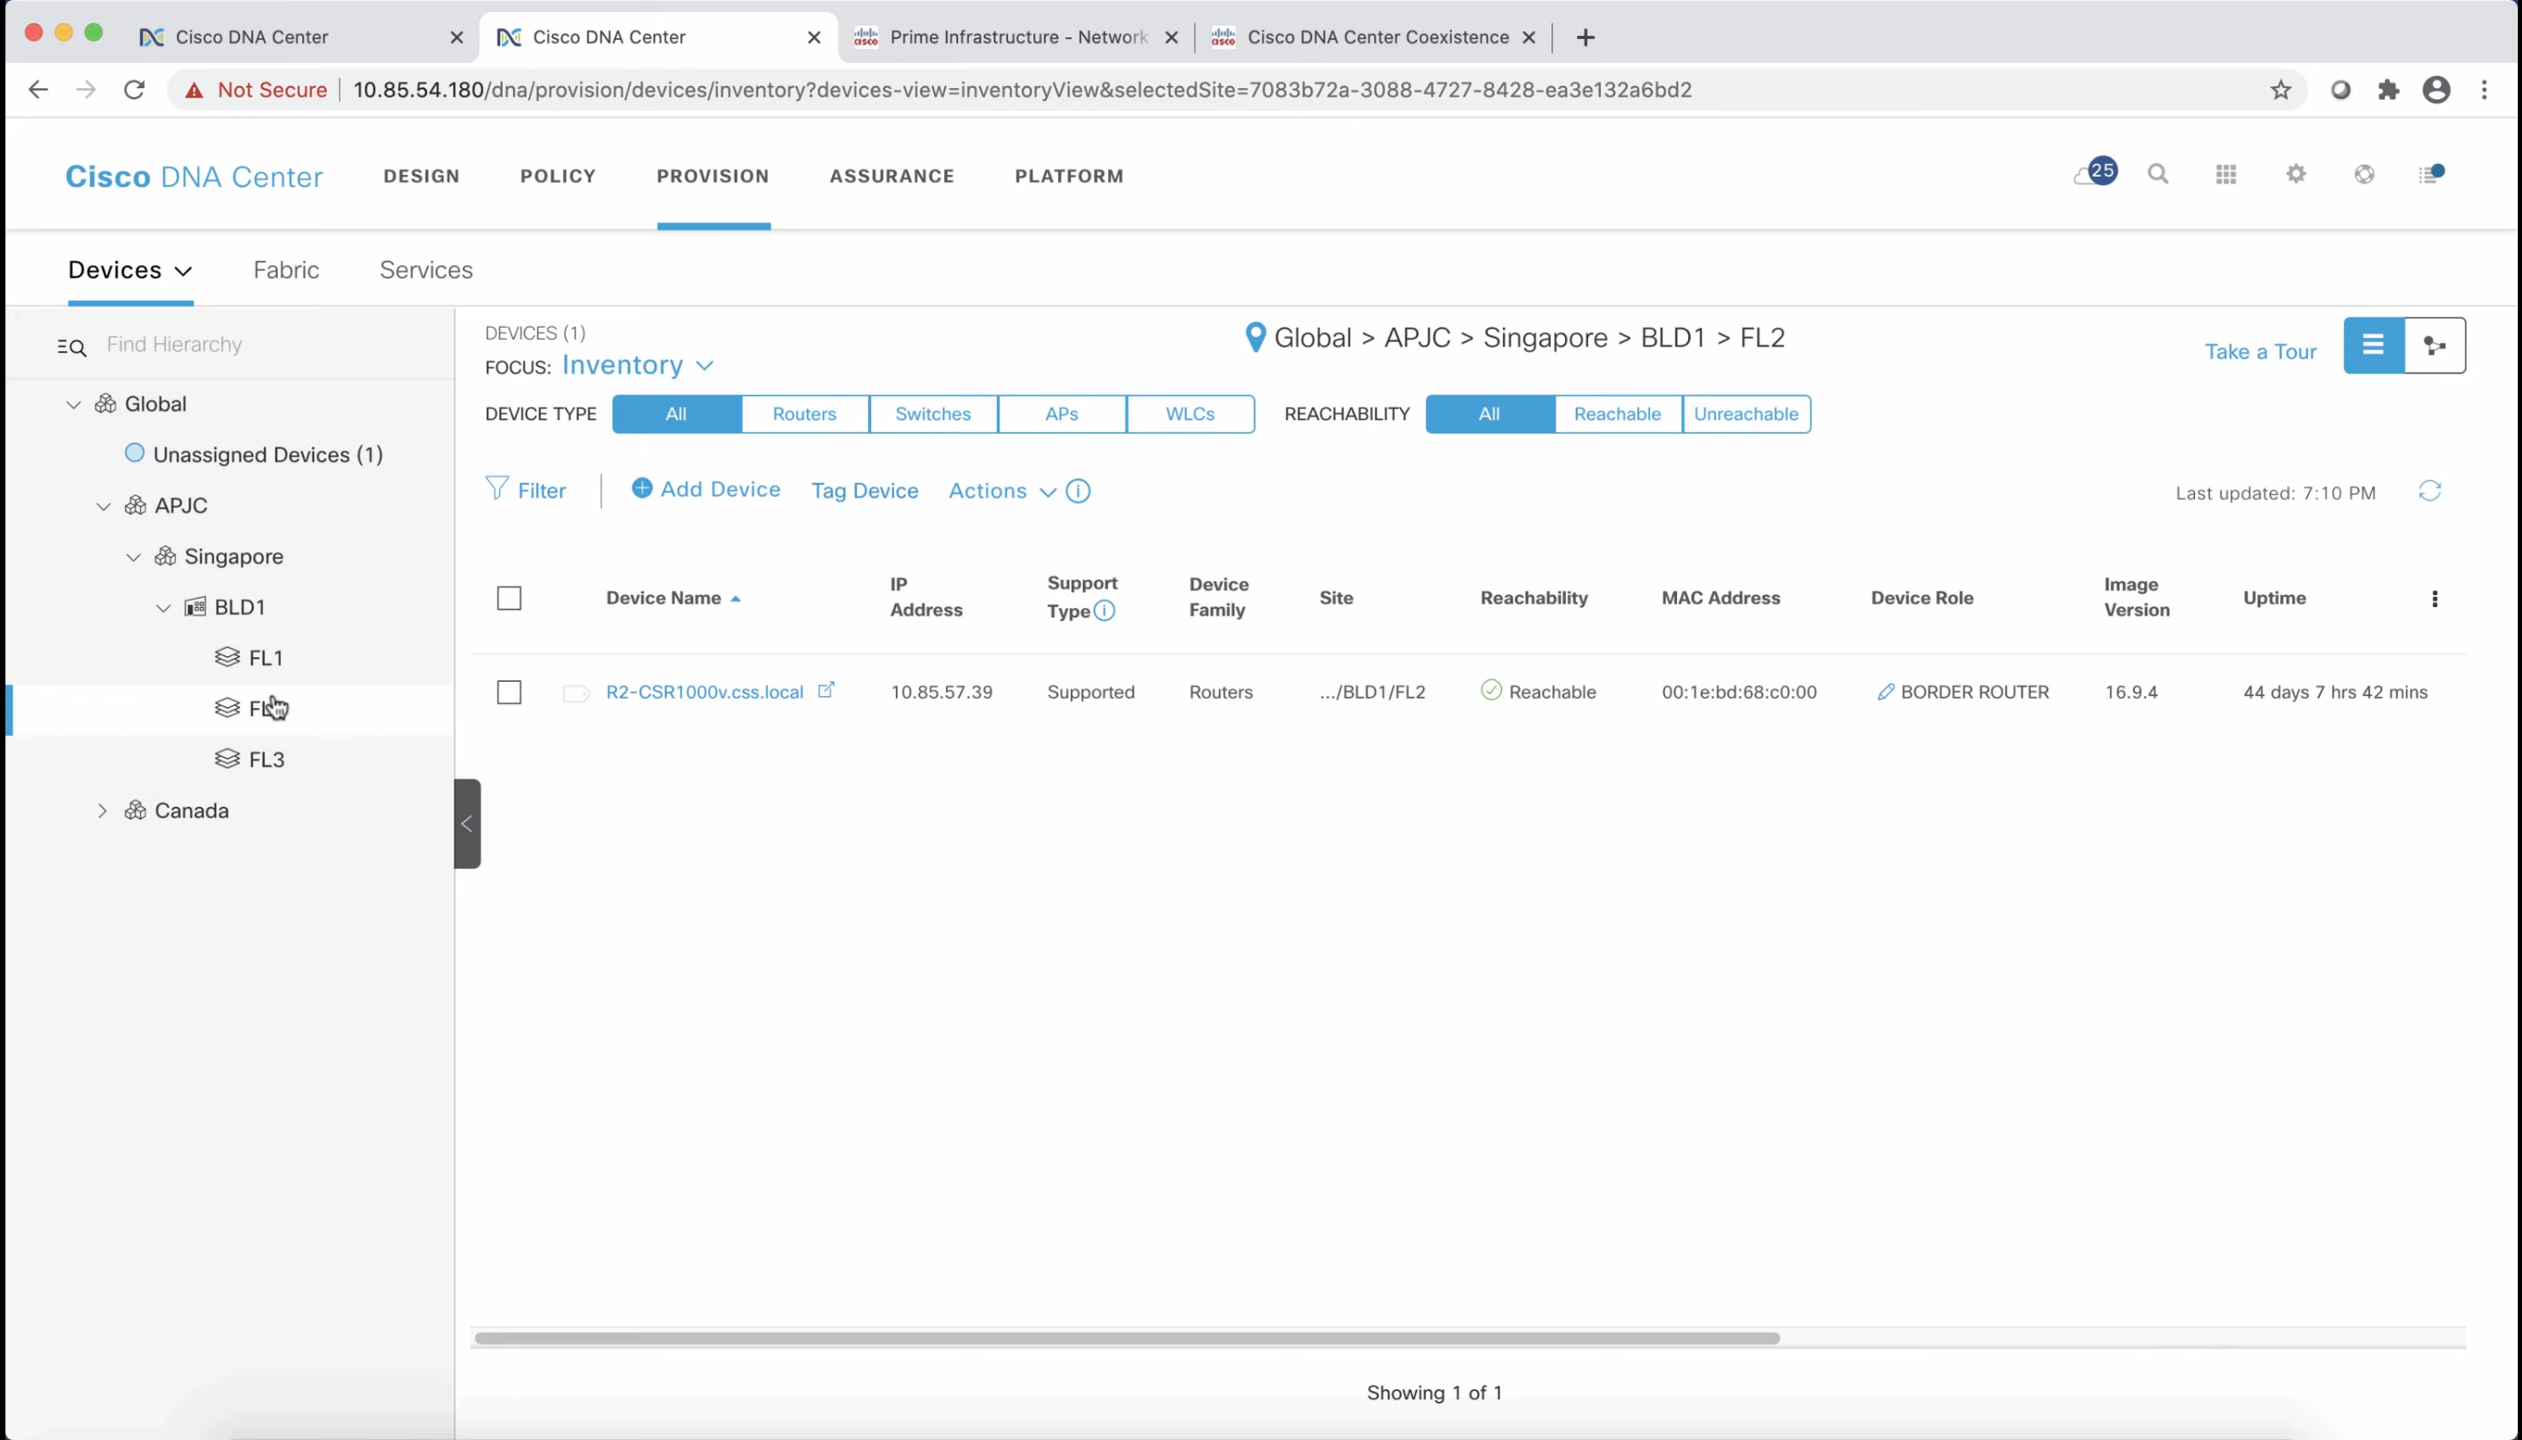 Cisco DNA Center
Cisco DNA Center
Prime Infrastructure - Network
Cisco DNA Center Coexistence
Not Secure
10.85.54.180/dna/provision/devices/inventory?devices-view=inventoryView&selectedSite=7083b72a-3088-4727-8428-ea3e132a6bd2
Cisco DNA Center
DESIGN
POLICY
PROVISION
ASSURANCE
PLATFORM
25
Devices
Fabric
Services
Find Hierarchy
Global
Unassigned Devices (1)
APJC
Singapore
BLD1
FL1
FL
FL3
Canada
DEVICES (1)
FOCUS: Inventory
Global > APJC > Singapore > BLD1 > FL2
Take a Tour
DEVICE TYPE
All
Routers
Switches
APs
WLCs
REACHABILITY
All
Reachable
Unreachable
Filter
Add Device
Tag Device
Actions
Last updated: 7:10 PM
Device Name
IP Address
Support Type
Device Family
Site
Reachability
MAC Address
Device Role
Image Version
Uptime
R2-CSR1000v.css.local
10.85.57.39
Supported
Routers
.../BLD1/FL2
Reachable
00:1e:bd:68:c0:00
BORDER ROUTER
16.9.4
44 days 7 hrs 42 mins
Showing 1 of 1